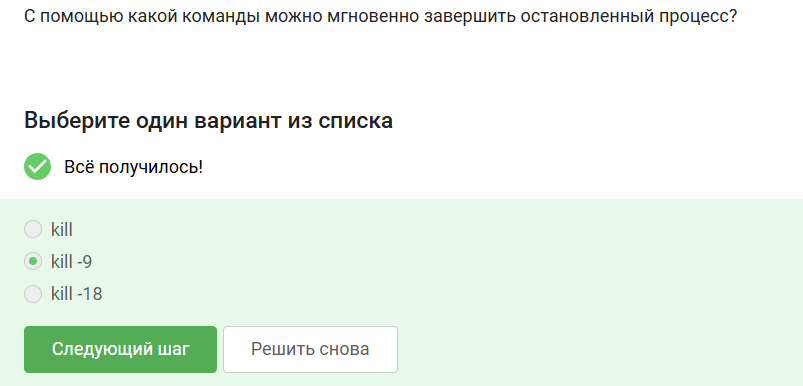 С помощью какой команды можно мгновенно завершить остановленный процесс?
Выберите один вариант из списка
Всё получилось!
kill
kill -9
kill -18
Следующий шаг
Решить снова